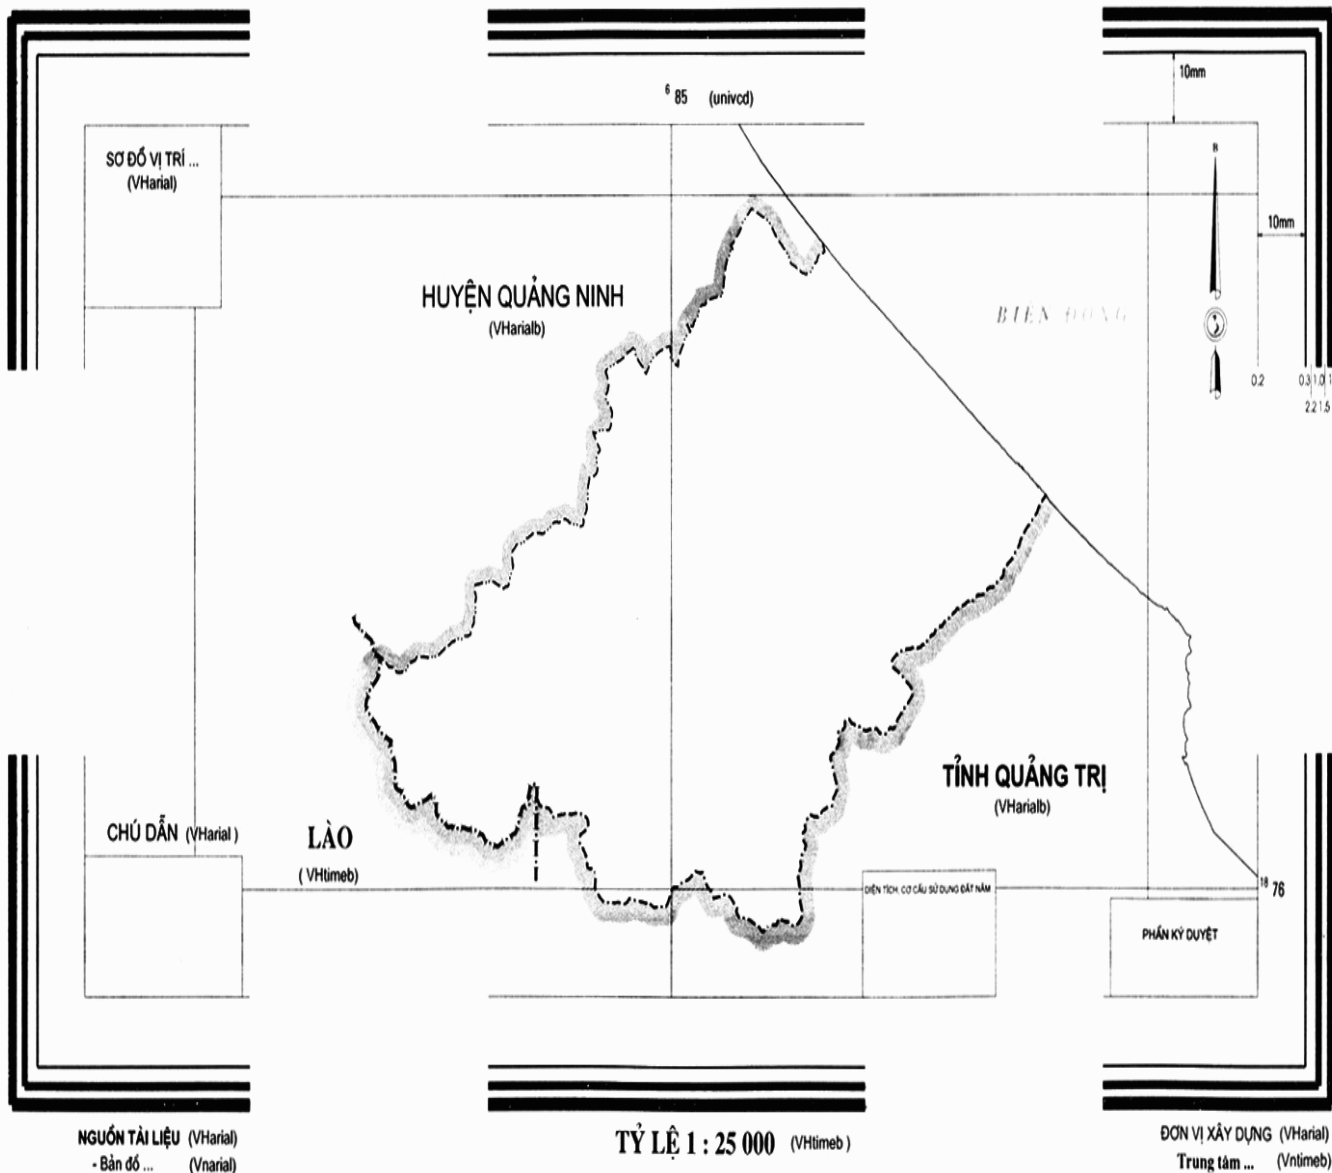 10mm
6 85 (univcd)
SƠ ĐỒ VỊ TRÍ ...
(VHarial)
B
10mm
HUYỆN QUẢNG NINH
(VHarialb)
BIỂN ĐÔNG
0.2 0.3 1.0 1
2.2 1.5
TỈNH QUẢNG TRỊ
(VHarialb)
CHÚ DẪN (VHarial )
LÀO
( VHtimeb)
DIỆN TÍCH, CƠ CẤU SỬ DỤNG ĐẤT NĂM
18 76
PHẦN KÝ DUYỆT
NGUỒN TÀI LIỆU (VHarial)
- Bản đồ ... (Vnarial)
TỶ LỆ 1 : 25 000 (VHtimeb )
ĐƠN VỊ XÂY DỰNG (VHarial)
Trung tâm ... (Vntimeb)